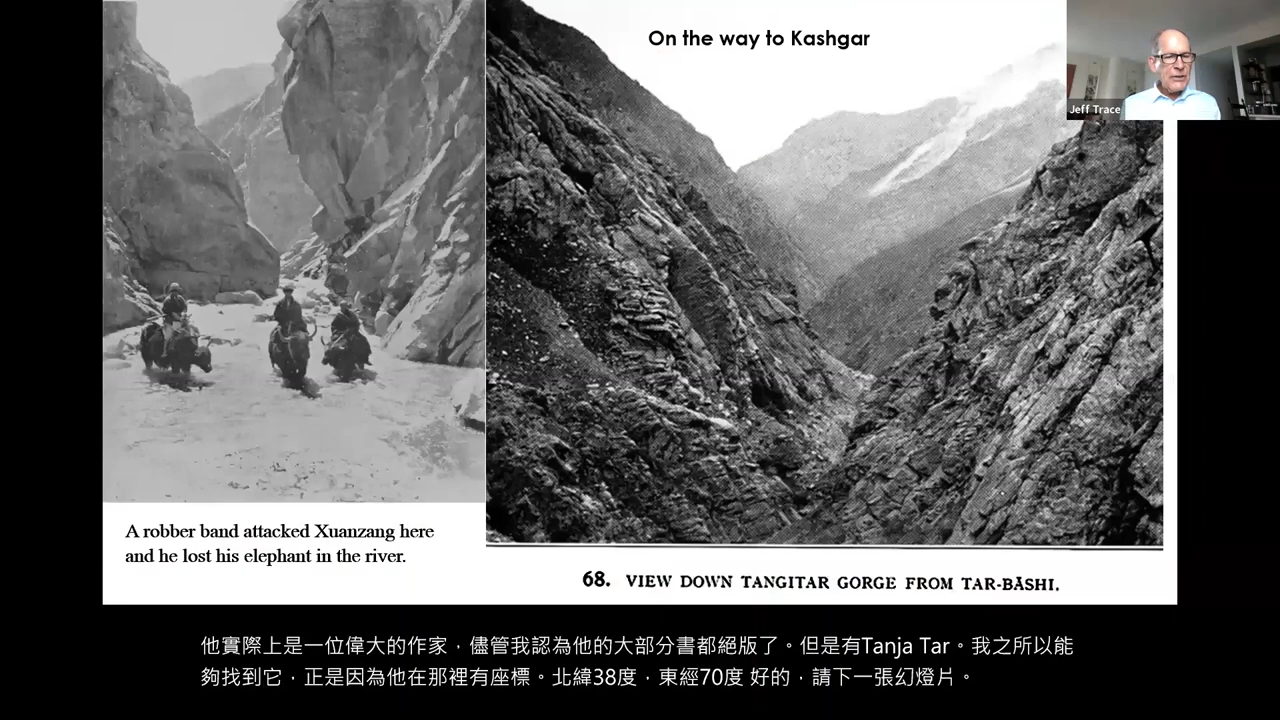 On the way to Kashgar
Jeff Trace
A robber band attacked Xuanzang here
and he lost his elephant in the river.
68. VIEW DOWN TANGITAR GORGE FROM TAR-BĀSHI.
他實際上是一位偉大的作家，儘管我認為他的大部分書都絕版了。但是有Tanja Tar。我之所以能
夠找到它，正是因為他在那裡有座標。北緯38度，東經70度 好的，請下一張幻燈片。